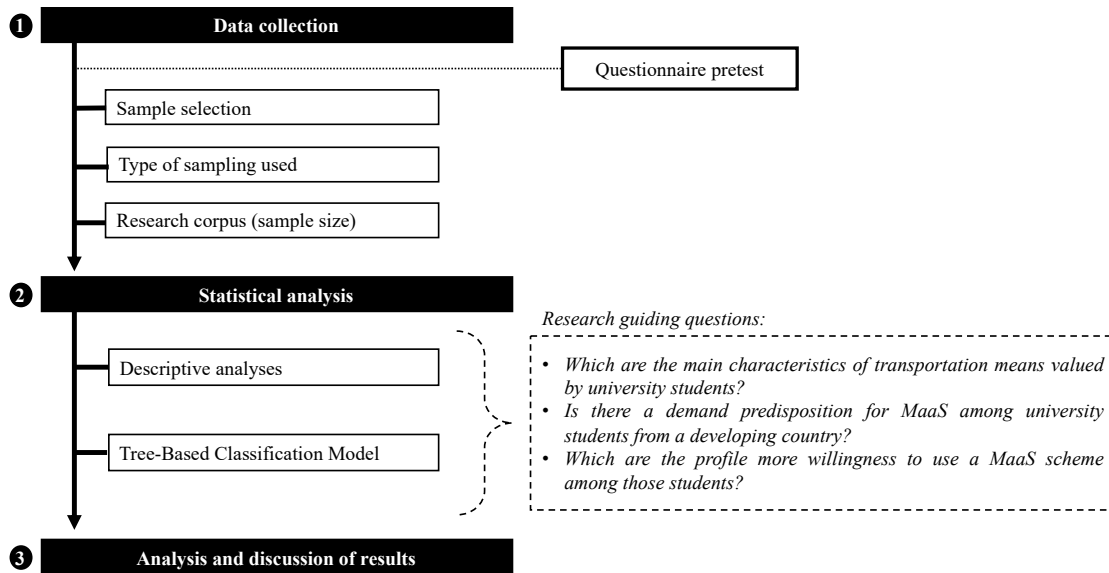 1 Data collection
Questionnaire pretest
Sample selection
Type of sampling used
Research corpus (sample size)
2 Statistical analysis
Research guiding questions:
Descriptive analyses
Tree-Based Classification Model
• Which are the main characteristics of transportation means valued
by university students?
• Is there a demand predisposition for MaaS among university
students from a developing country?
• Which are the profile more willingness to use a MaaS scheme
among those students?
3 Analysis and discussion of results